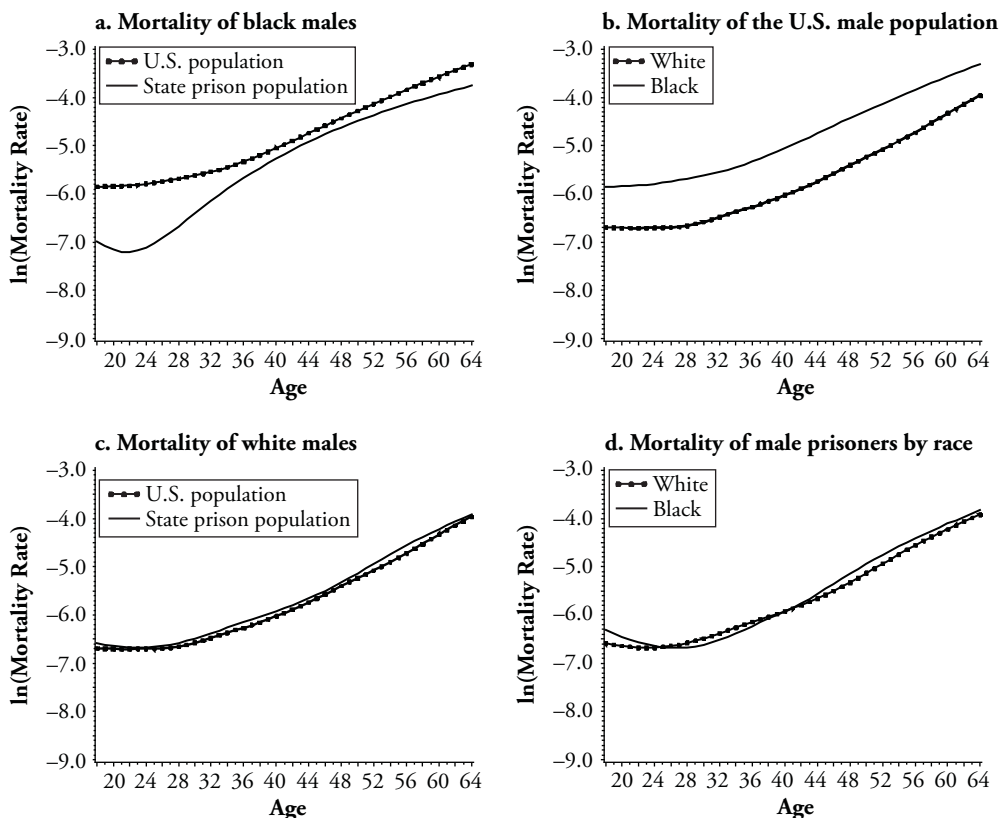 a. Mortality of black males
ln(Mortality Rate)
–3.0
–4.0
–5.0
–6.0
–7.0
–8.0
–9.0
U.S. population
State prison population
20 24 28 32 36 40 44 48 52 56 60 64
Age
b. Mortality of the U.S. male population
ln(Mortality Rate)
–3.0
–4.0
–5.0
–6.0
–7.0
–8.0
–9.0
White
Black
20 24 28 32 36 40 44 48 52 56 60 64
Age
c. Mortality of white males
ln(Mortality Rate)
–3.0
–4.0
–5.0
–6.0
–7.0
–8.0
–9.0
U.S. population
State prison population
20 24 28 32 36 40 44 48 52 56 60 64
Age
d. Mortality of male prisoners by race
ln(Mortality Rate)
–3.0
–4.0
–5.0
–6.0
–7.0
–8.0
–9.0
White
Black
20 24 28 32 36 40 44 48 52 56 60 64
Age